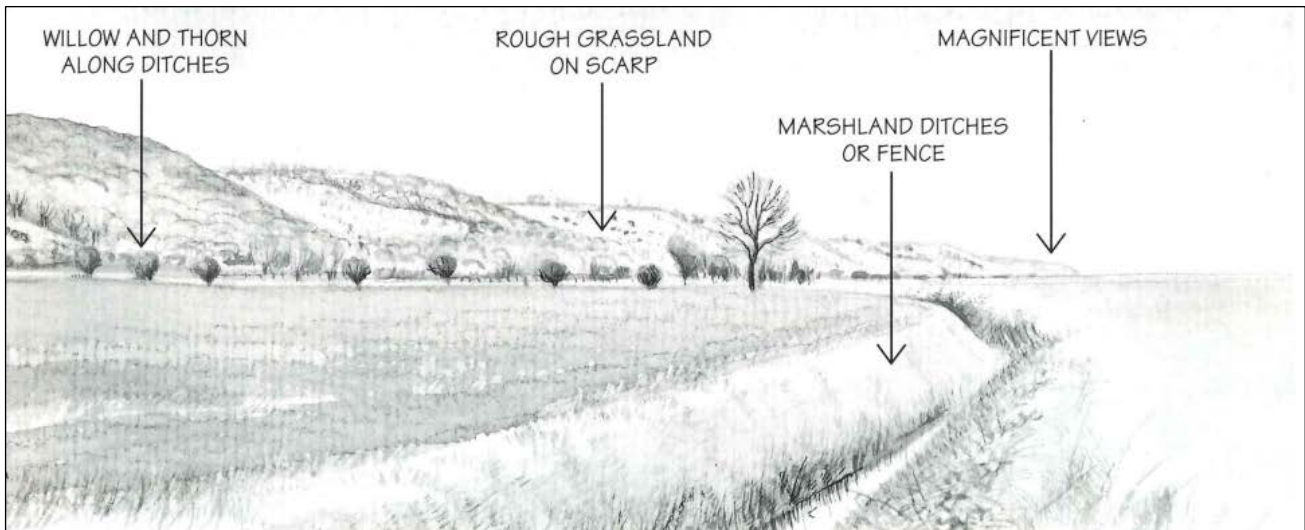 WILLOW AND THORN
ALONG DITCHES
ROUGH GRASSLAND
ON SCARP
MAGNIFICENT VIEWS
MARSHLAND DITCHES
OR FENCE